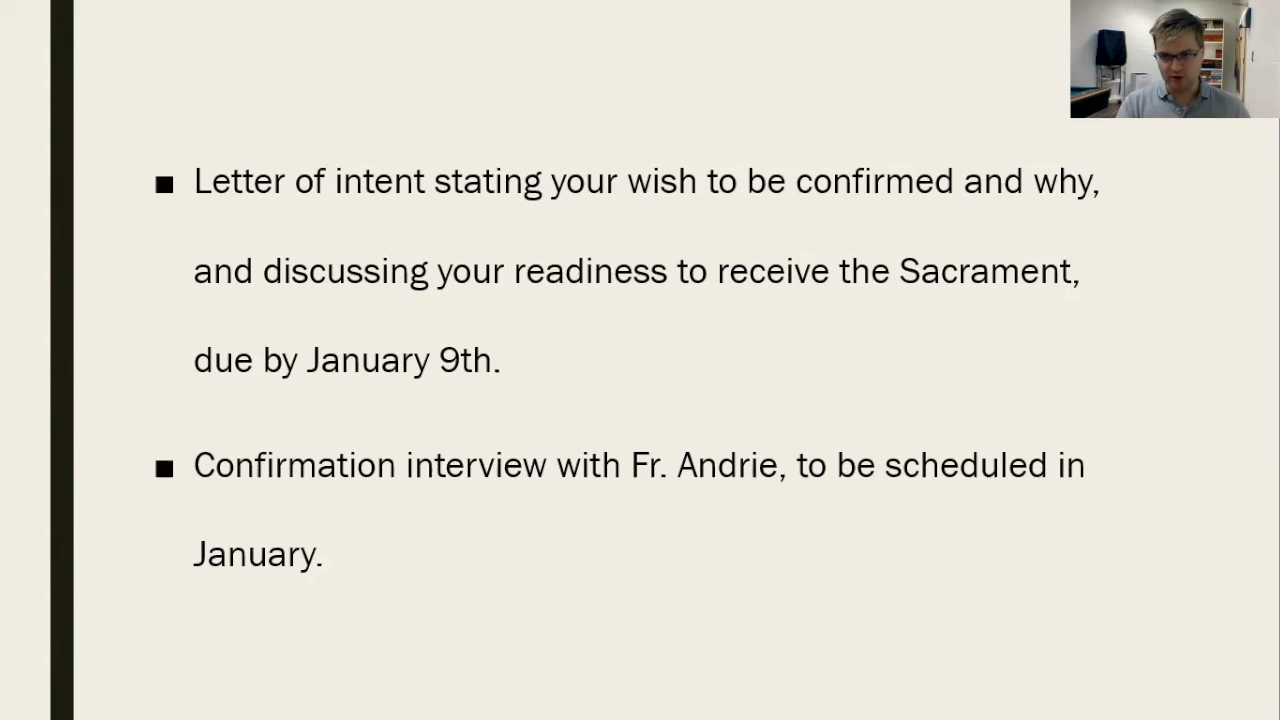 ■ Letter of intent stating your wish to be confirmed and why,
and discussing your readiness to receive the Sacrament,
due by January 9th.
■ Confirmation interview with Fr. Andrie, to be scheduled in
January.